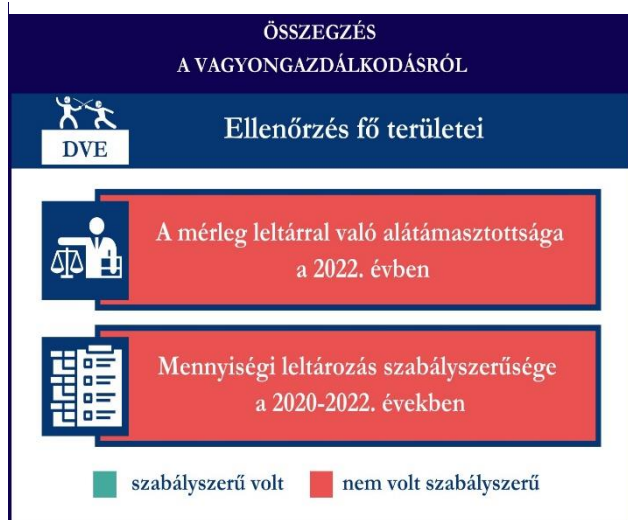 ÖSSZEGZÉS
A VAGYONGAZDÁLKODÁSRÓL
DVE
Ellenőrzés fő területei
A mérleg leltárral való alátámasztottsága
a 2022. évben
Mennyiségi leltározás szabályszerűsége
a 2020-2022. években
szabályszerű volt
nem volt szabályszerű